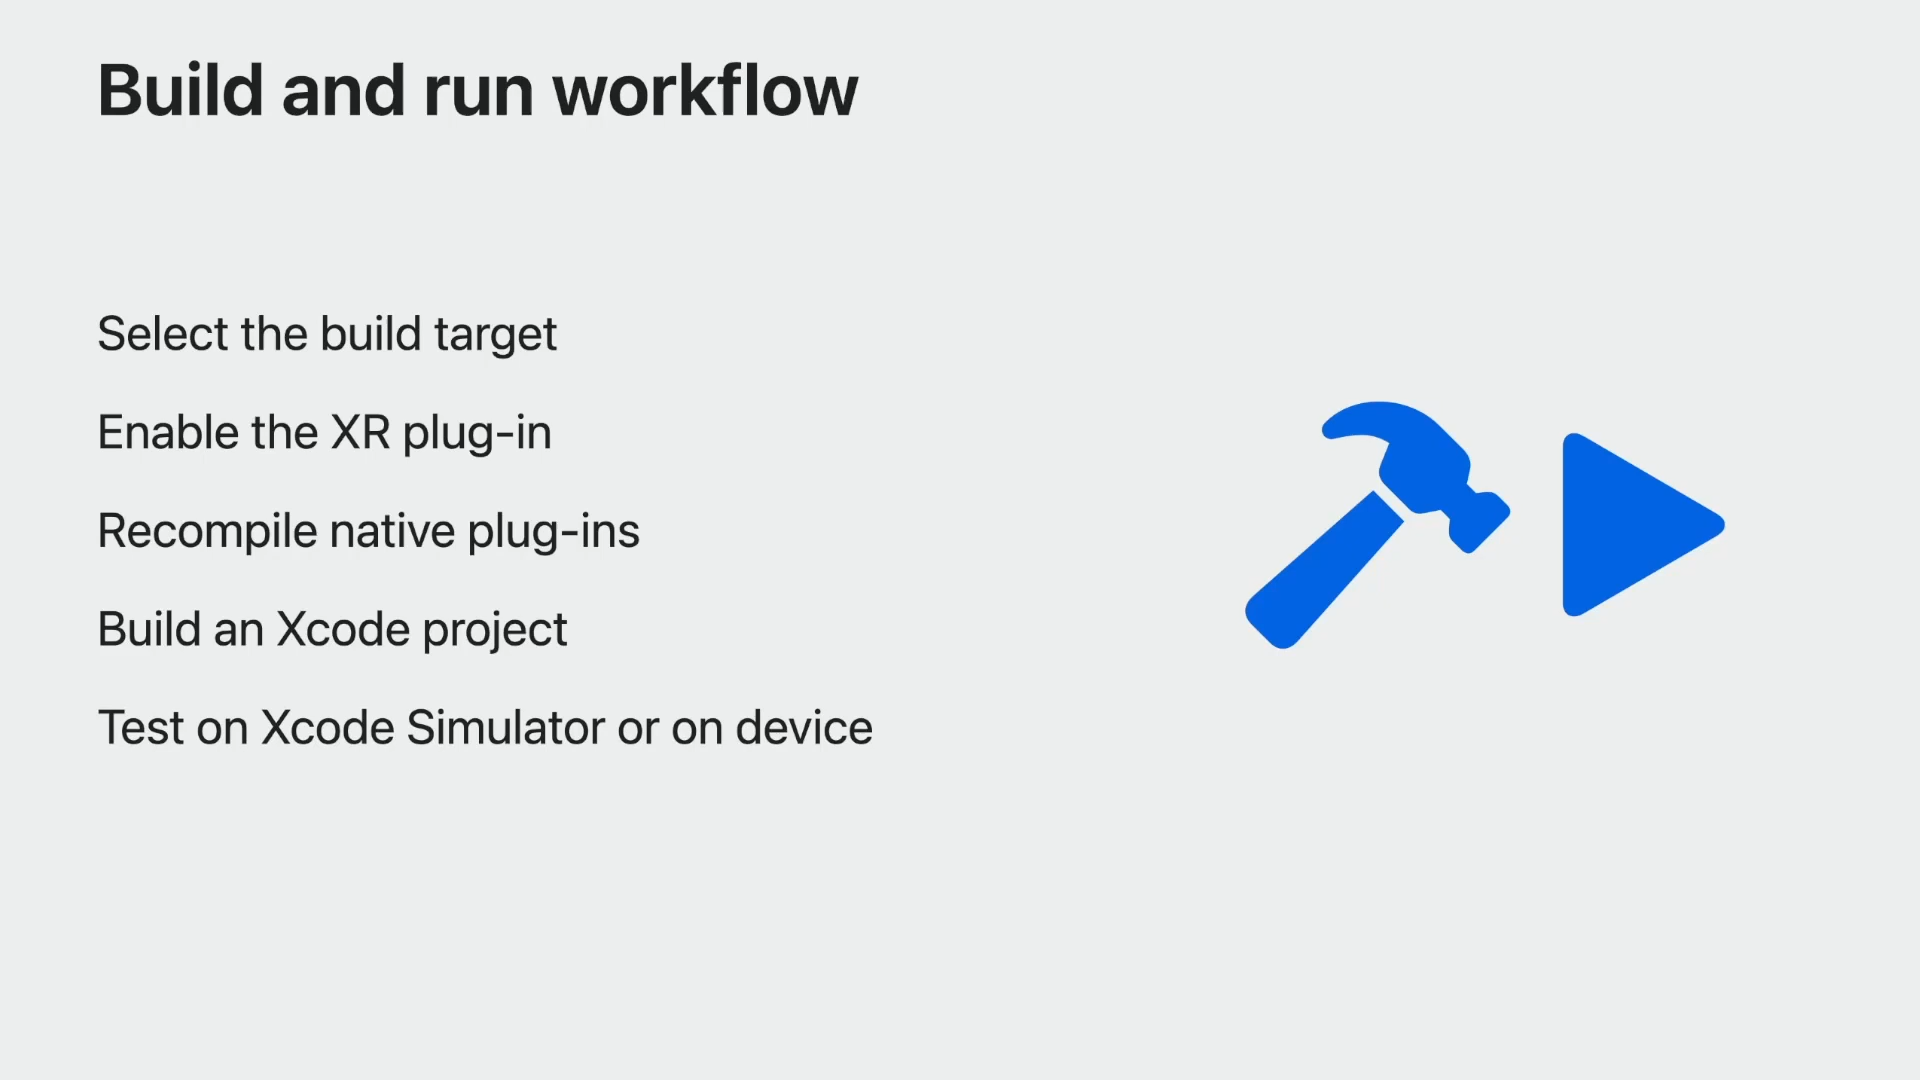 Build and run workflow
Select the build target
Enable the XR plug-in
Recompile native plug-ins
Build an Xcode project
Test on Xcode Simulator or on device